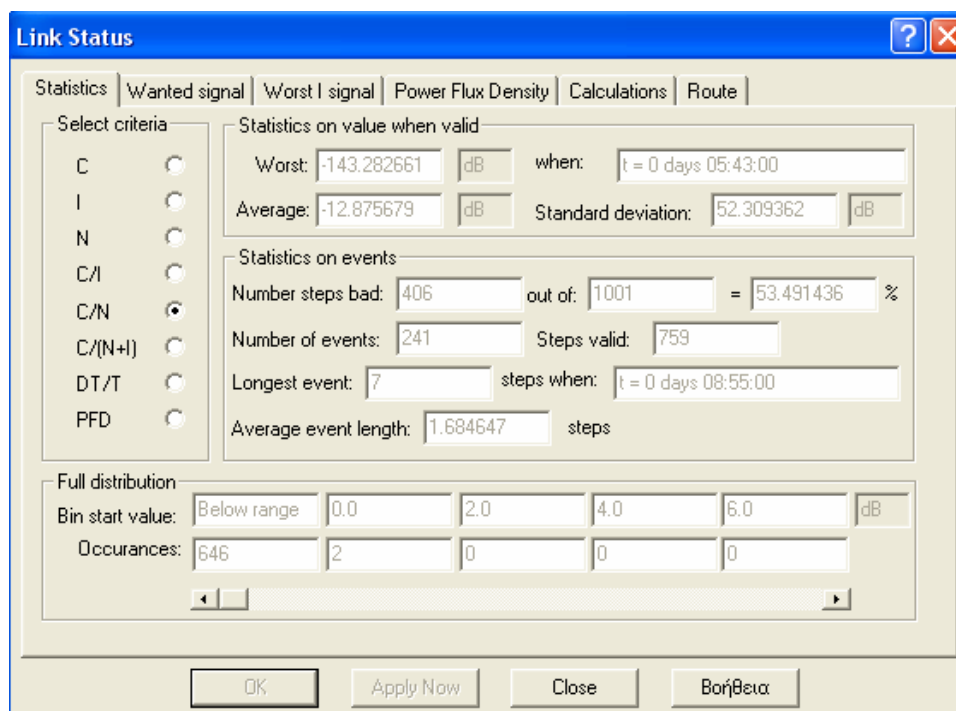 Link Status
Statistics Wanted signal Worst I signal Power Flux Density Calculations Route
Select criteria
C
I
N
C/I
C/N
C/(N+I)
DT/T
PFD
Statistics on value when valid
Worst: -143.282661 dB when: t = 0 days 05:43:00
Average: -12.875679 dB Standard deviation: 52.309362 dB
Statistics on events
Number steps bad: 406 out of: 1001 = 53.491436 %
Number of events: 241 Steps valid: 759
Longest event: 7 steps when: t = 0 days 08:55:00
Average event length: 1.684647 steps
Full distribution
Bin start value: Below range 0.0 2.0 4.0 6.0 dB
Occurances: 646 2 0 0 0
OK Apply Now Close Βοήθεια